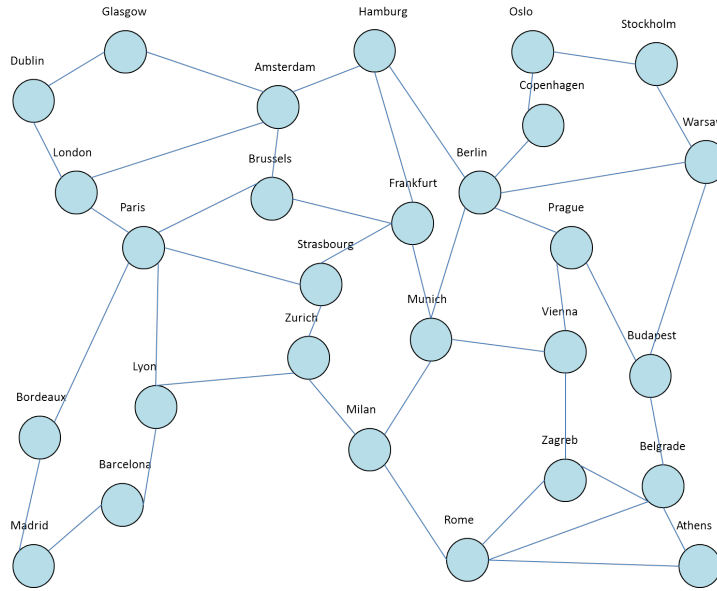 Glasgow
Hamburg
Oslo
Stockholm
Dublin
Amsterdam
Copenhagen
Warsaw
London
Brussels
Berlin
Frankfurt
Paris
Prague
Strasbourg
Munich
Vienna
Zurich
Budapest
Lyon
Bordeaux
Milan
Zagreb
Belgrade
Barcelona
Madrid
Rome
Athens